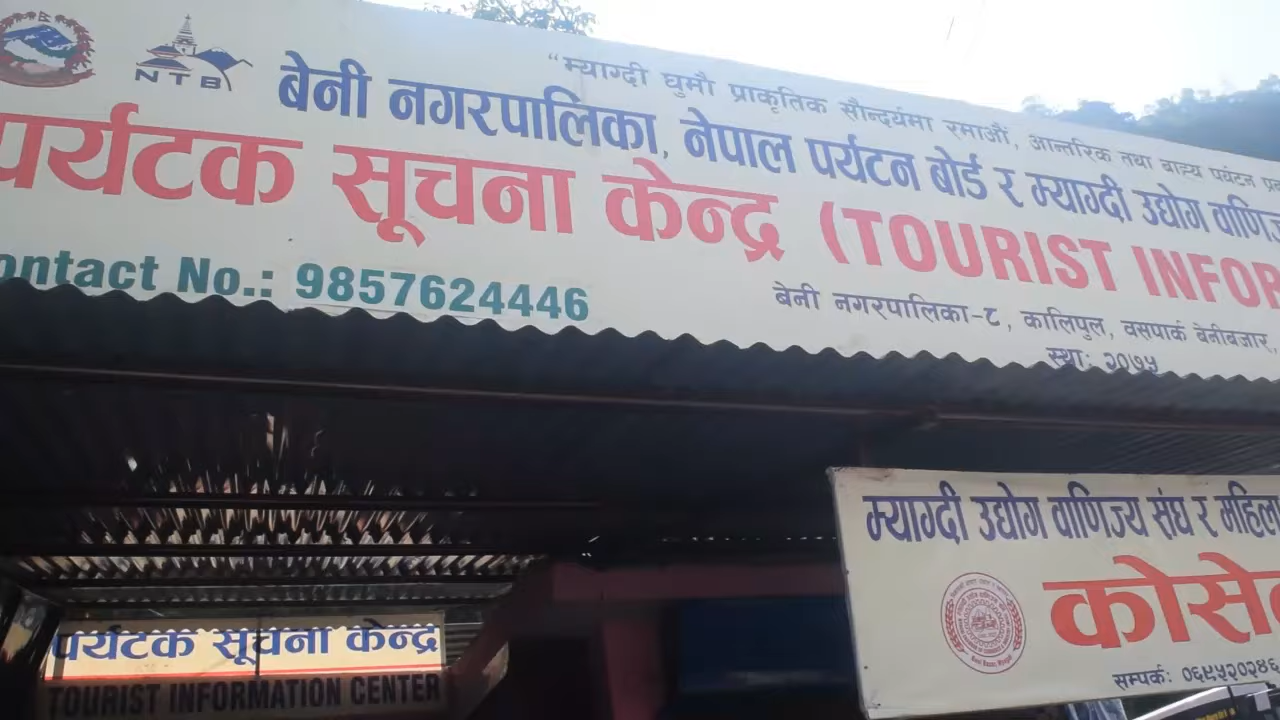 NTB
"म्याग्दी घुमौ प्राकृतिक सौन्दर्यमा रमाऔं, आन्तरिक तथा बाह्य पर्यटन प्र
बेनी नगरपालिका, नेपाल पर्यटन बोर्ड र म्याग्दी उद्योग वाणिज
पर्यटक सूचना केन्द्र (TOURIST INFOR
ontact No.: 9857624446
बेनी नगरपालिका-८, कालिपुल, वसपार्क बेनीबजार,
स्था: २०७५
म्याग्दी उद्योग वाणिज्य संघ र महिल
कोसे
सम्पर्क: ०६९५२०२४६
पर्यटक सूचना केन्द्र
TOURIST INFORMATION CENTER